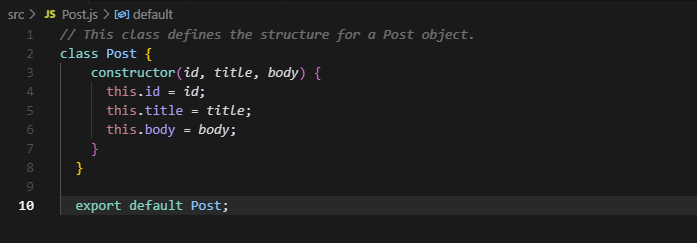 src > JS Post.js > default
1 // This class defines the structure for a Post object.
2 class Post {
3     constructor(id, title, body) {
4       this.id = id;
5       this.title = title;
6       this.body = body;
7     }
8   }
9
10   export default Post;